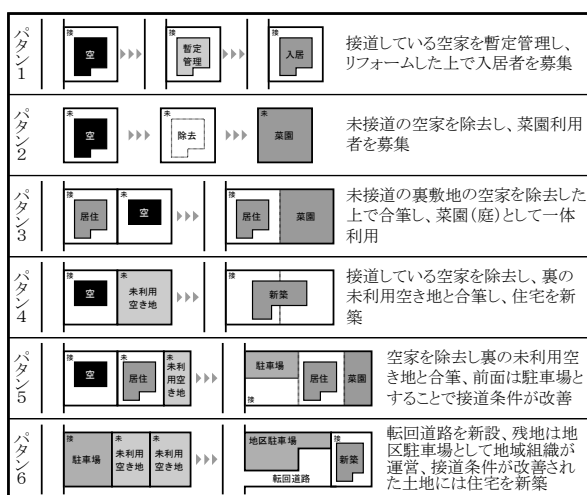 パタン1
接
空
接
暫定
管理
接
入居
接道している空家を暫定管理し、
リフォームした上で入居者を募集
パタン2
未
空
未
除去
未
菜園
未接道の空家を除去し、菜園利用
者を募集
パタン3
接
居住
未
空
接
居住
菜園
未接道の裏敷地の空家を除去した
上で合筆し、菜園(庭)として一体
利用
パタン4
接
空
未
未利用
空き地
接
新築
接道している空家を除去し、裏の
未利用空き地と合筆し、住宅を新
築
パタン5
接
空
未
居住
未
未利
用空
き地
駐車場
接
居住
菜園
空家を除去し裏の未利用空
き地と合筆、前面は駐車場と
することで接道条件が改善
パタン6
接
駐車場
未
未利用
空き地
未
未利用
空き地
地区駐車場
転回道路
接
新築
転回道路を新設、残地は地
区駐車場として地域組織が
運営、接道条件が改善され
た土地には住宅を新築